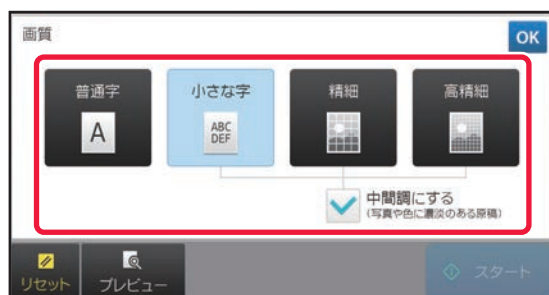 画質
OK
普通字
A
小さな字
ABC
DEF
精細
高精細
中間調にする
(写真や色に濃淡のある原稿)
リセット
プレビュー
スタート